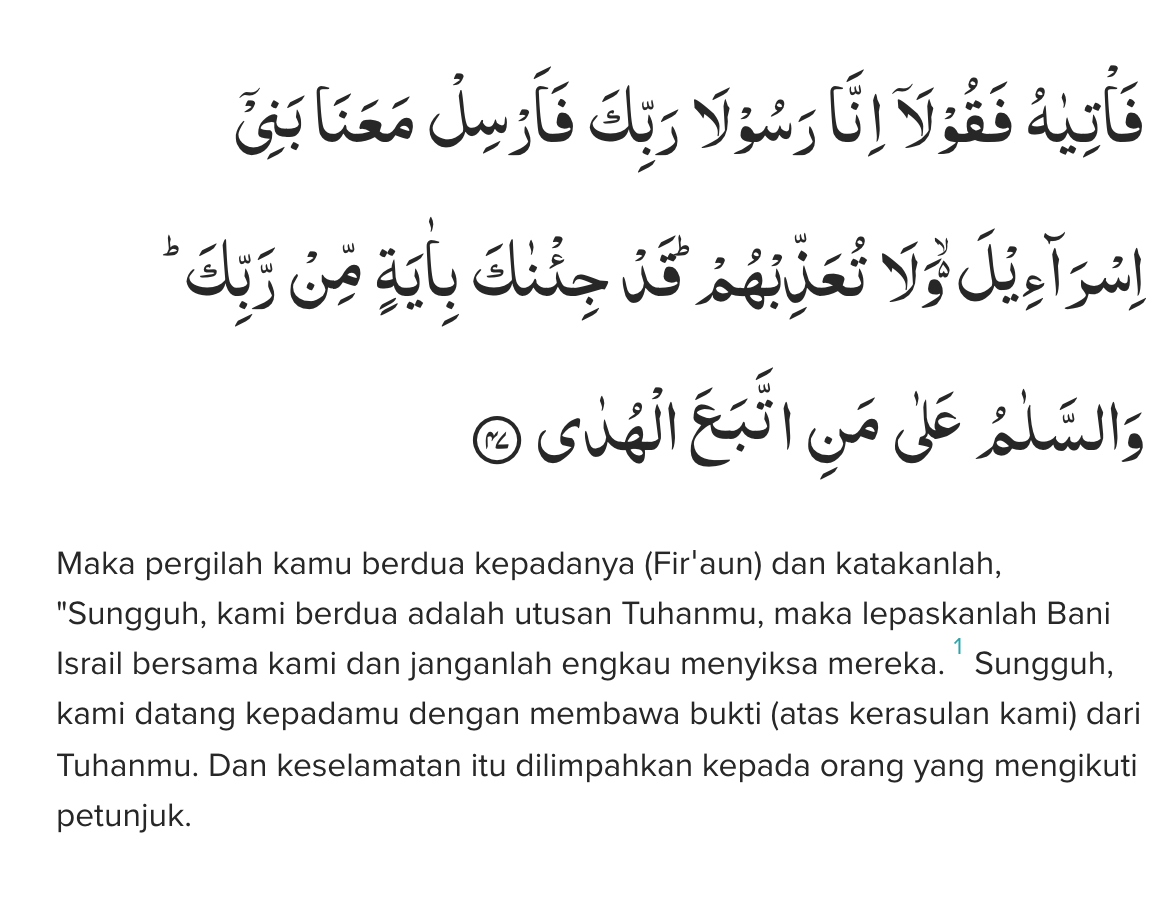 فَأْتِيٰهُ فَقُوْلَآ اِنَّا رَسُوْلَا رَبِّكَ فَاَرْسِلْ مَعَنَا بَنِيْٓ
اِسْرَاۤءِيْلَ ەۙ وَلَا تُعَذِّبْهُمْۗ قَدْ جِئْنٰكَ بِاٰيَةٍ مِّنْ رَّبِّكَ ۗ
وَالسَّلٰمُ عَلٰى مَنِ اتَّبَعَ الْهُدٰى ٤٧
Maka pergilah kamu berdua kepadanya (Fir'aun) dan katakanlah,
"Sungguh, kami berdua adalah utusan Tuhanmu, maka lepaskanlah Bani
Israil bersama kami dan janganlah engkau menyiksa mereka. 1 Sungguh,
kami datang kepadamu dengan membawa bukti (atas kerasulan kami) dari
Tuhanmu. Dan keselamatan itu dilimpahkan kepada orang yang mengikuti
petunjuk.